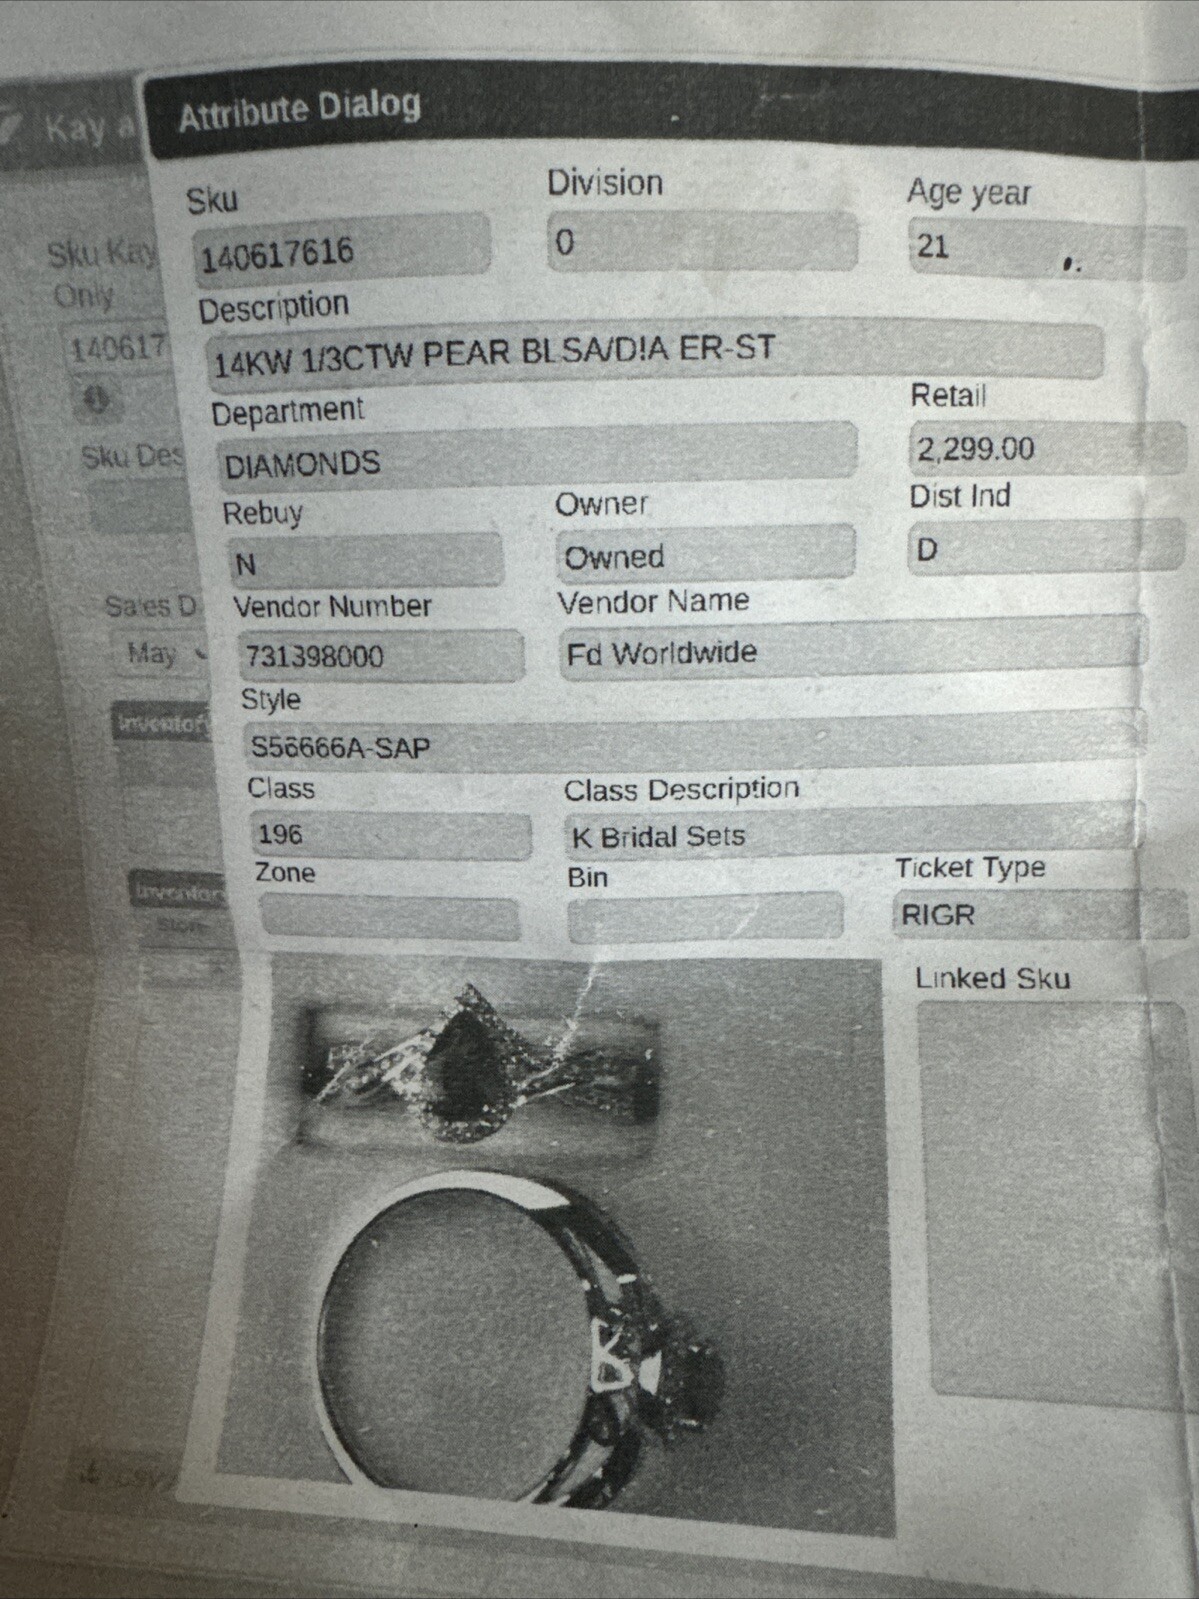 Attribute Dialog
Kay a
Sku
Division
Age year
140617616
0
21
Sku Kay
Only
Description
140617
14KW 1/3CTW PEAR BLSA/D!A ER-ST
Department
Retail
Sku Des
DIAMONDS
2,299.00
Rebuy
Owner
Dist Ind
N
Owned
D
Sales D
Vendor Number
Vendor Name
May
731398000
Fd Worldwide
Style
Inventory
S56666A-SAP
Class
Class Description
196
K Bridal Sets
Zone
Bin
Ticket Type
Inventory
RIGR
Linked Sku